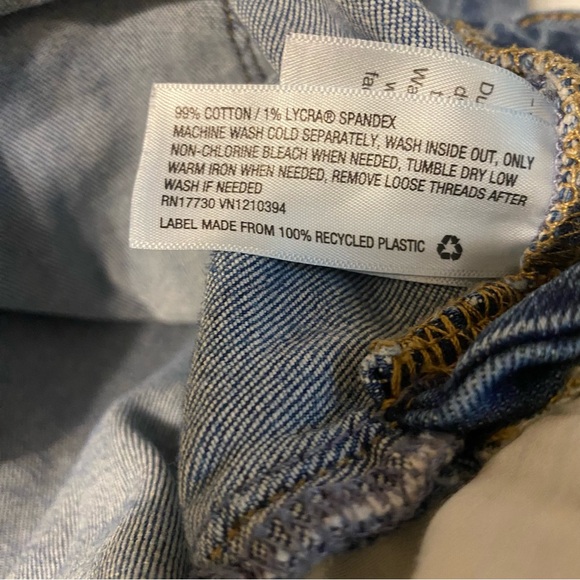 99% COTTON / 1% LYCRA® SPANDEX
MACHINE WASH COLD SEPARATELY, WASH INSIDE OUT, ONLY
NON-CHLORINE BLEACH WHEN NEEDED, TUMBLE DRY LOW
WARM IRON WHEN NEEDED, REMOVE LOOSE THREADS AFTER
WASH IF NEEDED
RN17730 VN1210394
LABEL MADE FROM 100% RECYCLED PLASTIC